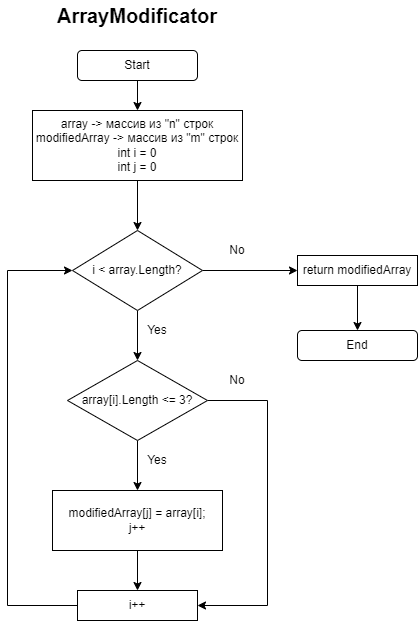 ArrayModificator
Start
array -> массив из "n" строк
modifiedArray -> массив из "m" строк
int i = 0
int j = 0
i < array.Length?
No
return modifiedArray
End
Yes
array[i].Length <= 3?
No
Yes
modifiedArray[j] = array[i];
j++
i++